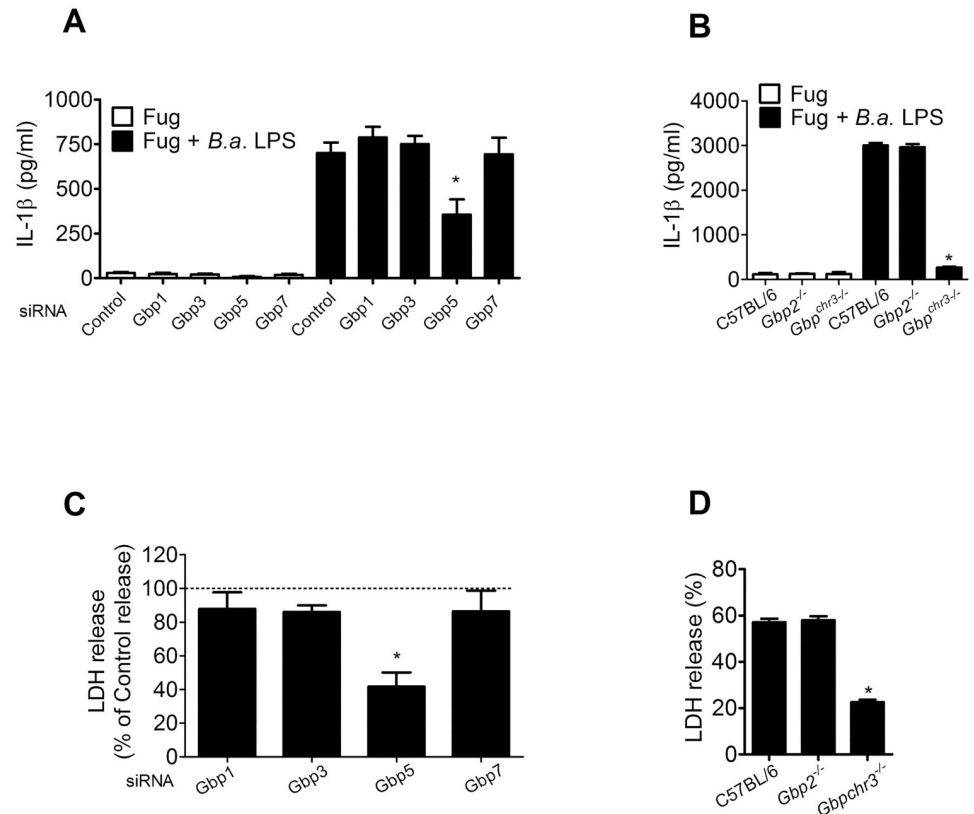 A
1000
750
500
250
0
IL-1β (pg/ml)
Fug
Fug + B.a. LPS
*
siRNA
Control
Gbp1
Gbp3
Gbp5
Gbp7
Control
Gbp1
Gbp3
Gbp5
Gbp7
B
4000
3000
2000
1000
0
IL-1β (pg/ml)
Fug
Fug + B.a. LPS
*
C57BL/6
Gbp2-/-
Gbpchr3-/-
C57BL/6
Gbp2-/-
Gbpchr3-/-
C
120
100
80
60
40
20
0
LDH release
(% of Control release)
*
siRNA
Gbp1
Gbp3
Gbp5
Gbp7
D
80
60
40
20
0
LDH release (%)
*
C57BL/6
Gbp2-/-
Gbpchr3-/-